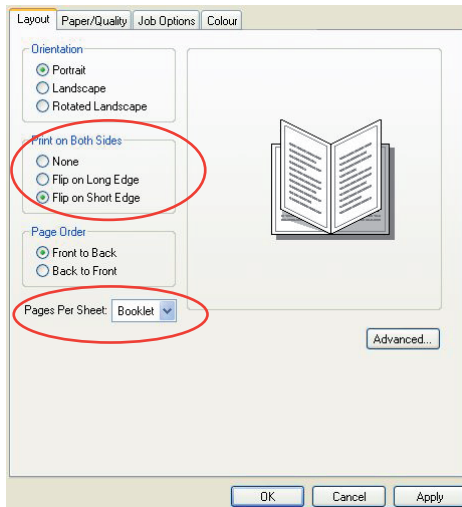 Layout Paper/Quality Job Options Colour
Orientation
Portrait
Landscape
Rotated Landscape
Print on Both Sides
None
Flip on Long Edge
Flip on Short Edge
Page Order
Front to Back
Back to Front
Pages Per Sheet: Booklet
Advanced...
OK Cancel Apply